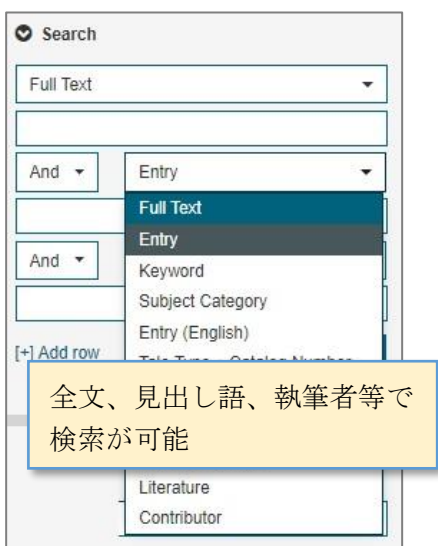 Search
Full Text
And
Entry
Full Text
Entry
And
Keyword
Subject Category
Entry (English)
[+] Add row
全文、見出し語、執筆者等で
検索が可能
Literature
Contributor